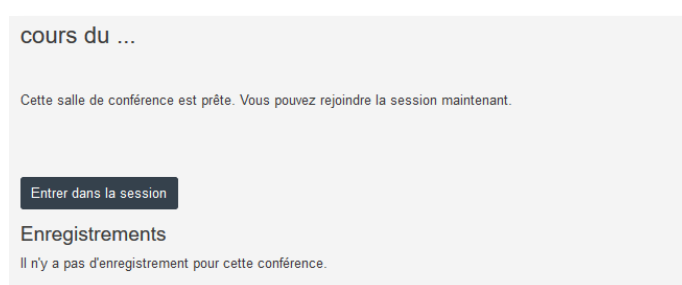 cours du ...
Cette salle de conférence est prête. Vous pouvez rejoindre la session maintenant.
Entrer dans la session
Enregistrements
Il n'y a pas d'enregistrement pour cette conférence.